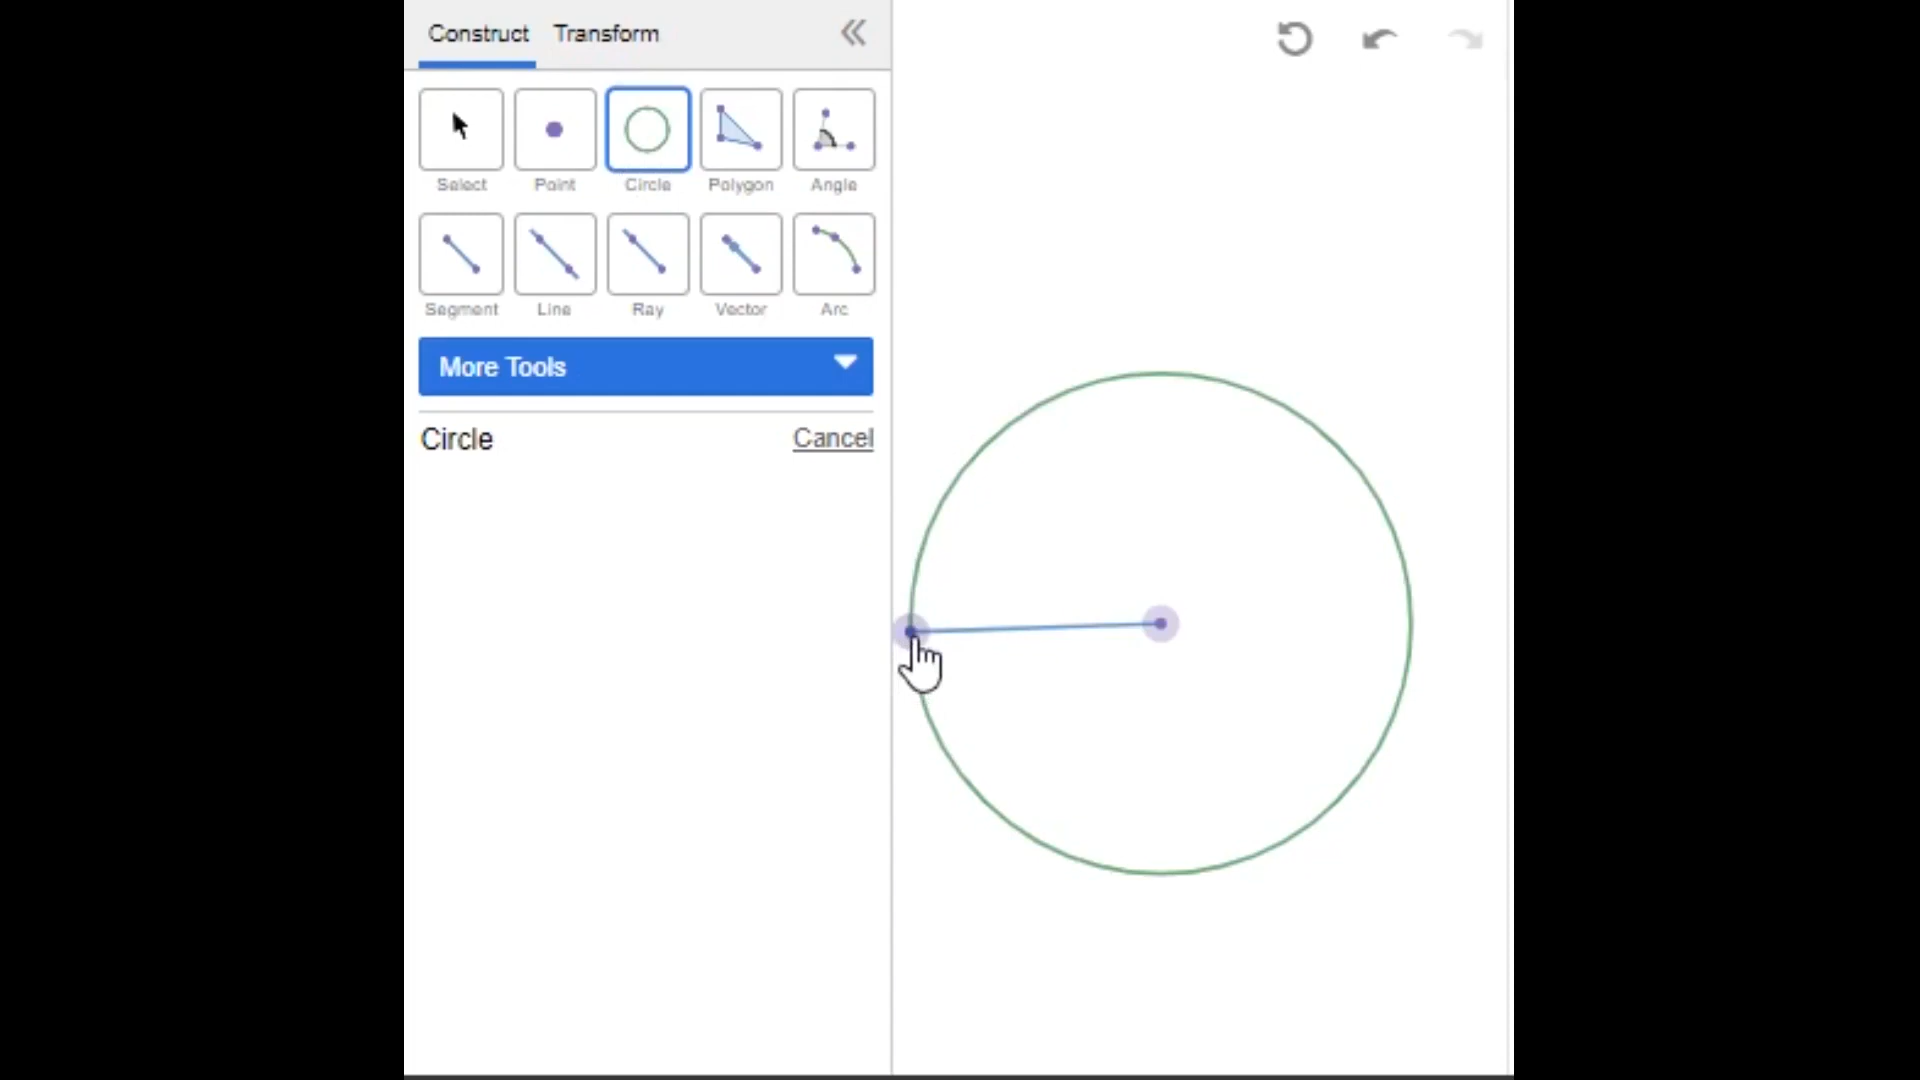 Construct Transform
Select Point Circle Polygon Angle
Segment Line Ray Vector Arc
More Tools
Circle Cancel